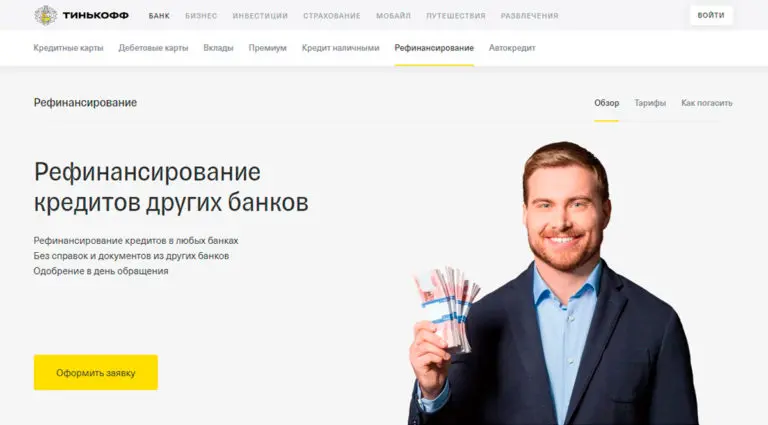 ТИНЬКОФФ БАНК БИЗНЕС ИНВЕСТИЦИИ СТРАХОВАНИЕ МОБАЙЛ ПУТЕШЕСТВИЯ РАЗВЛЕЧЕНИЯ ВОЙТИ
Кредитные карты Дебетовые карты Вклады Премиум Кредит наличными Рефинансирование Автокредит
Рефинансирование Обзор Тарифы Как погасить
Рефинансирование
кредитов других банков
Рефинансирование кредитов в любых банках
Без справок и документов из других банков
Одобрение в день обращения
Оформить заявку